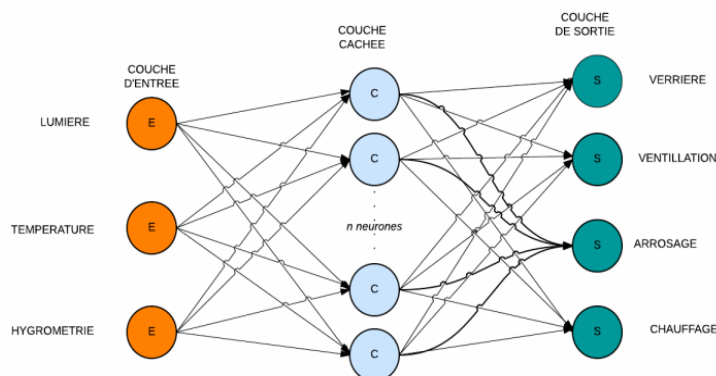 COUCHE
D'ENTREE
COUCHE
CACHEE
COUCHE
DE SORTIE
LUMIERE
E
C
S
VERRIERE
C
S
VENTILLATION
TEMPERATURE
E
n neurones
S
ARROSAGE
C
HYGROMETRIE
E
C
S
CHAUFFAGE